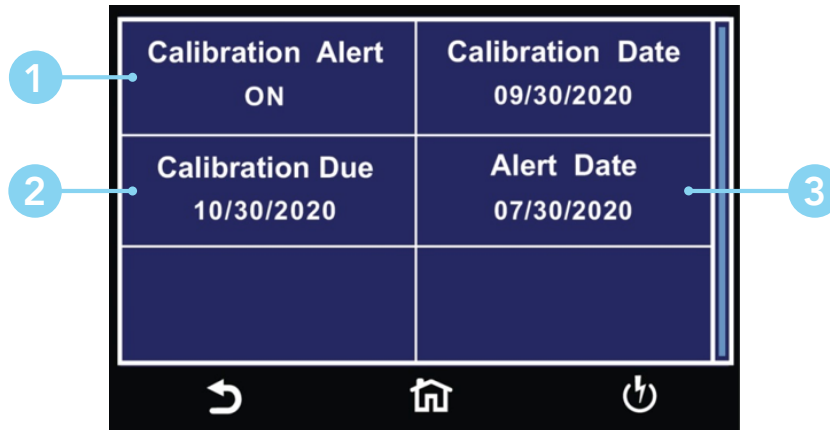 1
Calibration Alert
ON
Calibration Date
09/30/2020
2
Calibration Due
10/30/2020
Alert Date
07/30/2020
3